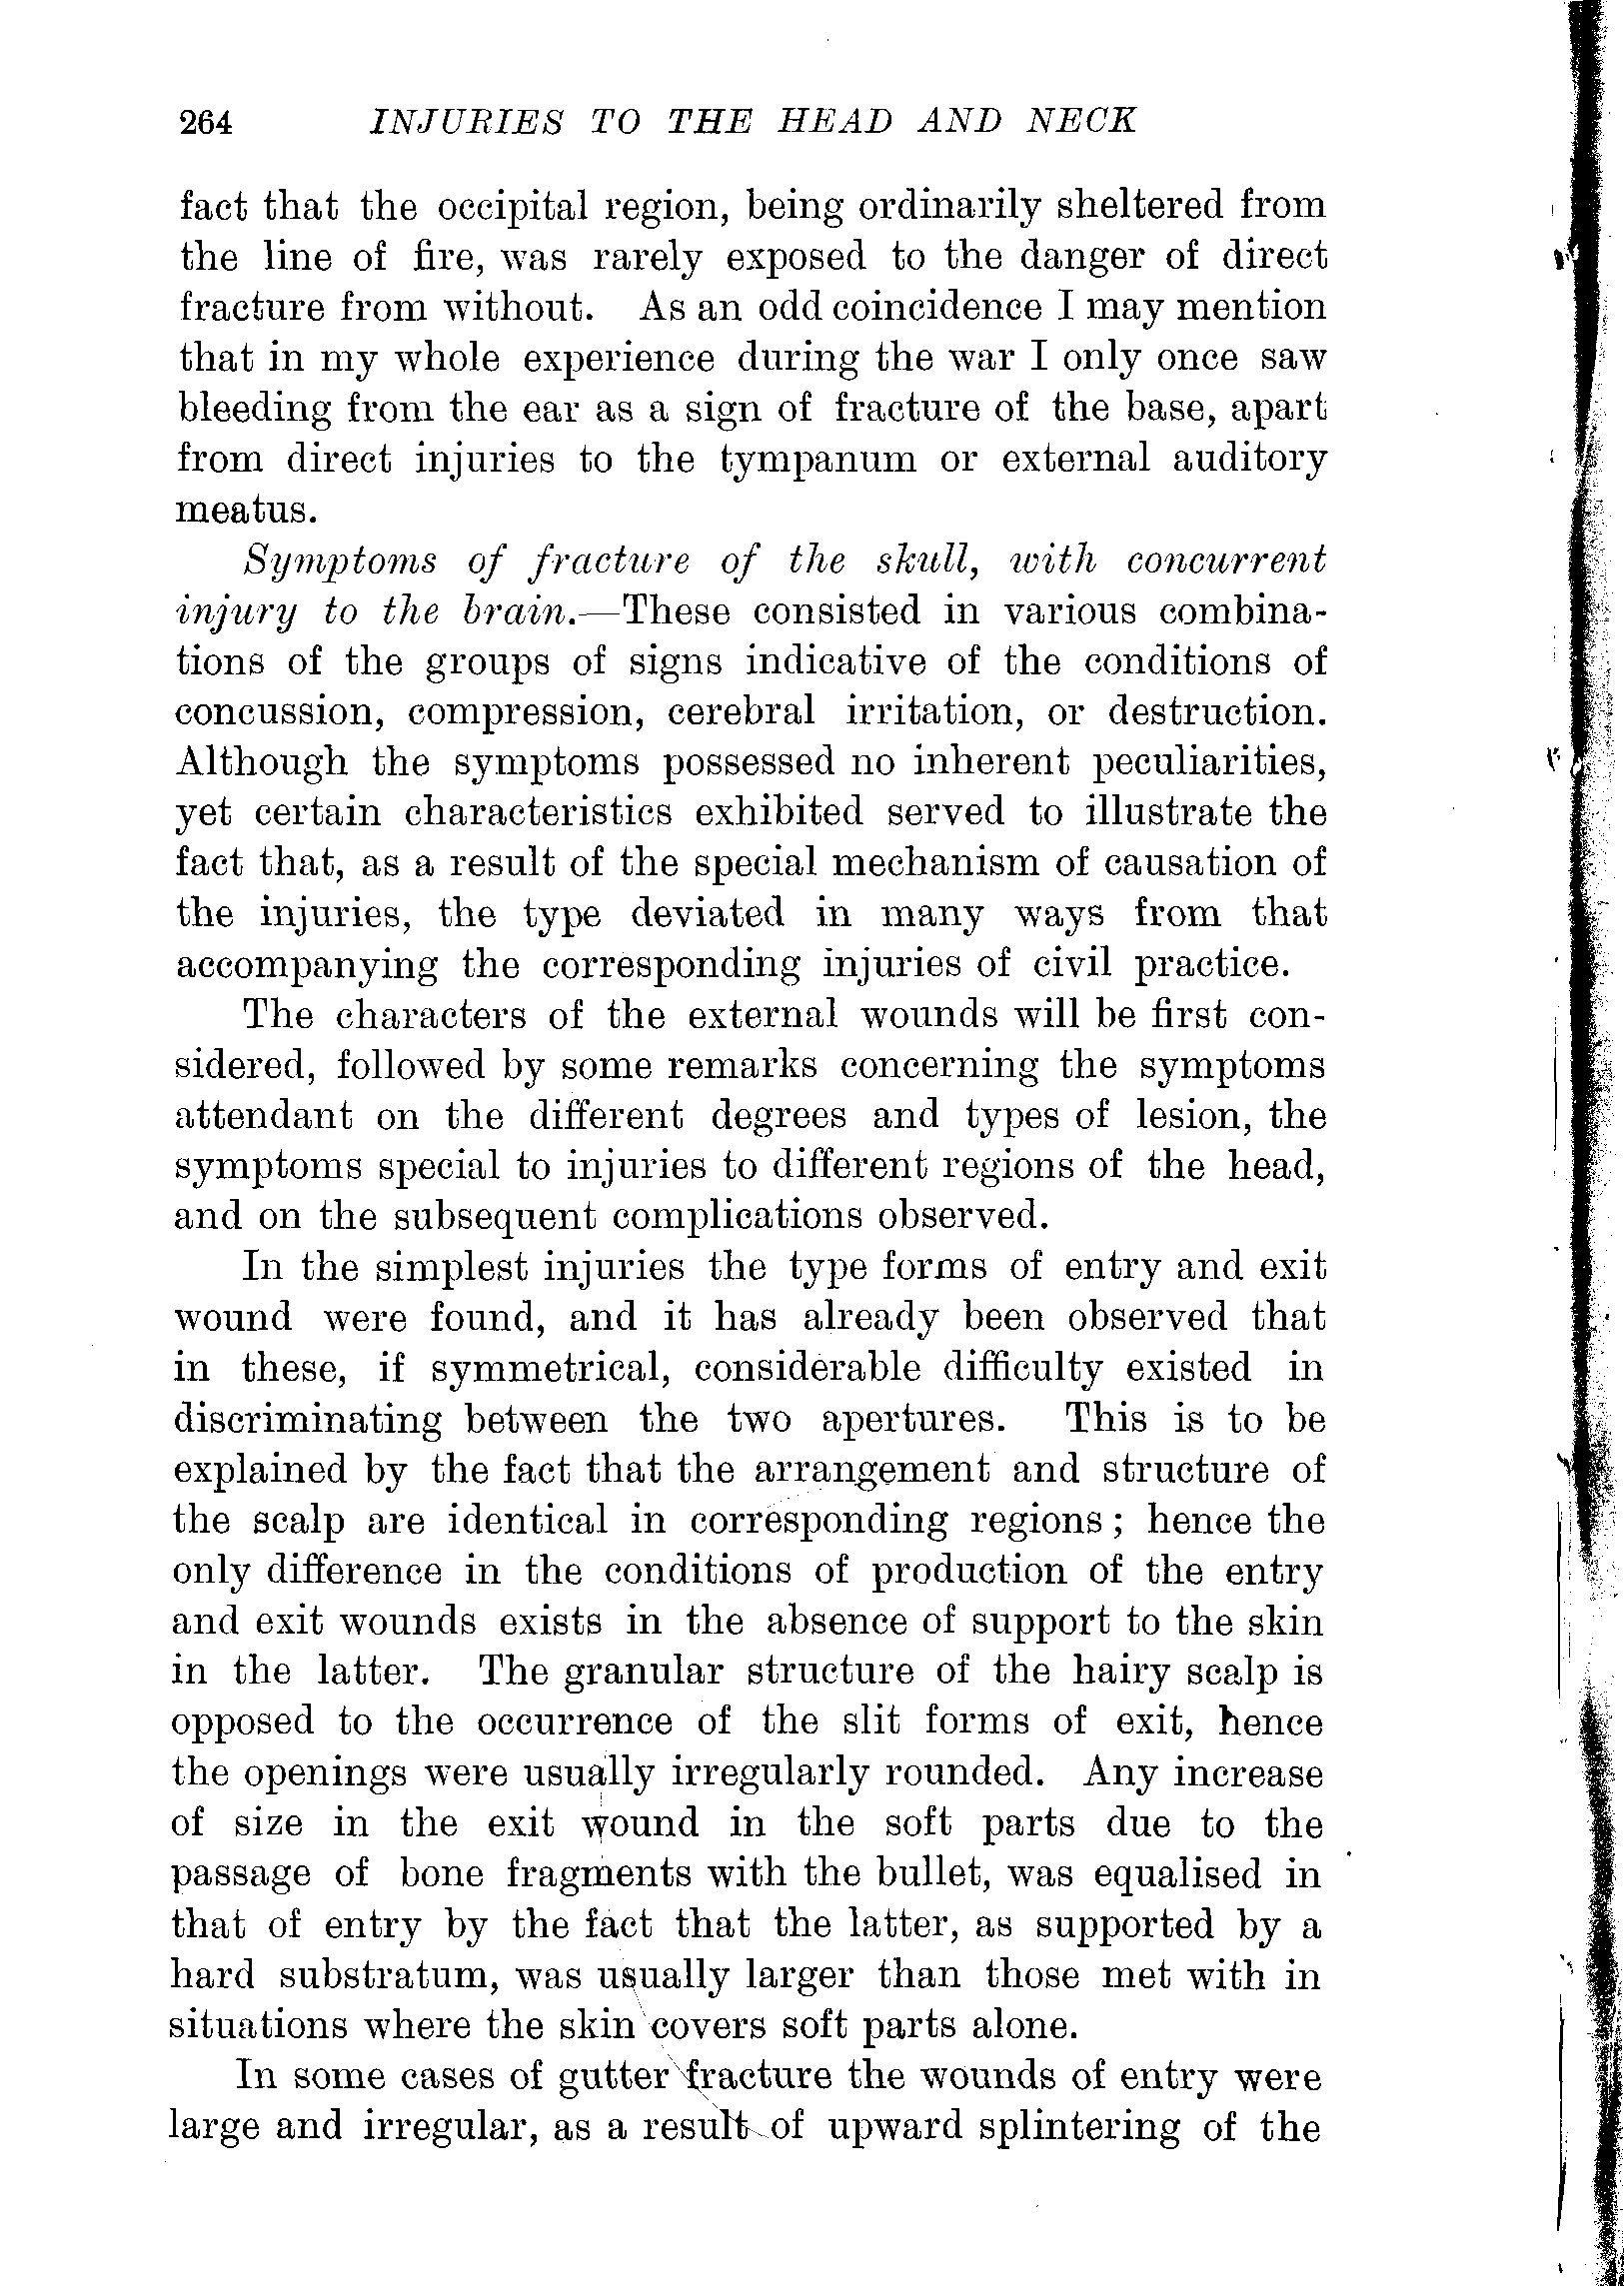 264 INJURIES TO THE HEAD AND NECK
fact that the occipital region, being ordinarily sheltered from
the line of fire, was rarely exposed to the danger of direct
fracture from without. As an odd coincidence I may mention
that in my whole experience during the war I only once saw
bleeding from the ear as a sign of fracture of the base, apart
from direct injuries to the tympanum or external auditory
meatus.
Symptoms of fracture of the skull, with concurrent
injury to the brain.—These consisted in various combina-
tions of the groups of signs indicative of the conditions of
concussion, compression, cerebral irritation, or destruction.
Although the symptoms possessed no inherent peculiarities,
yet certain characteristics exhibited served to illustrate the
fact that, as a result of the special mechanism of causation of
the injuries, the type deviated in many ways from that
accompanying the corresponding injuries of civil practice.
The characters of the external wounds will be first con-
sidered, followed by some remarks concerning the symptoms
attendant on the different degrees and types of lesion, the
symptoms special to injuries to different regions of the head,
and on the subsequent complications observed.
In the simplest injuries the type forms of entry and exit
wound were found, and it has already been observed that
in these, if symmetrical, considerable difficulty existed in
discriminating between the two apertures. This is to be
explained by the fact that the arrangement and structure of
the scalp are identical in corresponding regions; hence the
only difference in the conditions of production of the entry
and exit wounds exists in the absence of support to the skin
in the latter. The granular structure of the hairy scalp is
opposed to the occurrence of the slit forms of exit, hence
the openings were usually irregularly rounded. Any increase
of size in the exit wound in the soft parts due to the
passage of bone fragments with the bullet, was equalised in
that of entry by the fact that the latter, as supported by a
hard substratum, was usually larger than those met with in
situations where the skin covers soft parts alone.
In some cases of gutter fracture the wounds of entry were
large and irregular, as a result of upward splintering of the